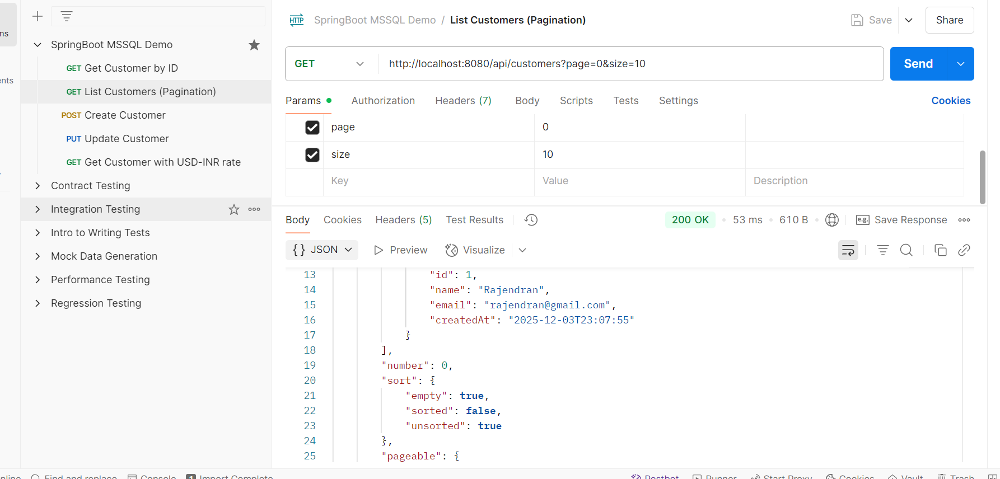 ns
ents
SpringBoot MSSQL Demo
GET Get Customer by ID
GET List Customers (Pagination)
POST Create Customer
PUT Update Customer
GET Get Customer with USD-INR rate
Contract Testing
Integration Testing
Intro to Writing Tests
Mock Data Generation
Performance Testing
Regression Testing
HTTP SpringBoot MSSQL Demo / List Customers (Pagination)
Save
Share
GET http://localhost:8080/api/customers?page=0&size=10
Send
Params Authorization Headers (7) Body Scripts Tests Settings Cookies
page 0
size 10
Key Value Description
Body Cookies Headers (5) Test Results 200 OK • 53 ms • 610 B • e.g. Save Response
{} JSON Preview Visualize
13 "id": 1,
14 "name": "Rajendran",
15 "email": "rajendran@gmail.com",
16 "createdAt": "2025-12-03T23:07:55"
17 }
18 ],
19 "number": 0,
20 "sort": {
21 "empty": true,
22 "sorted": false,
23 "unsorted": true
24 },
25 "pageable": {
nline Find and replace Console 1 Import Complete Postbot Runner Start Proxy Cookies Vault Trash